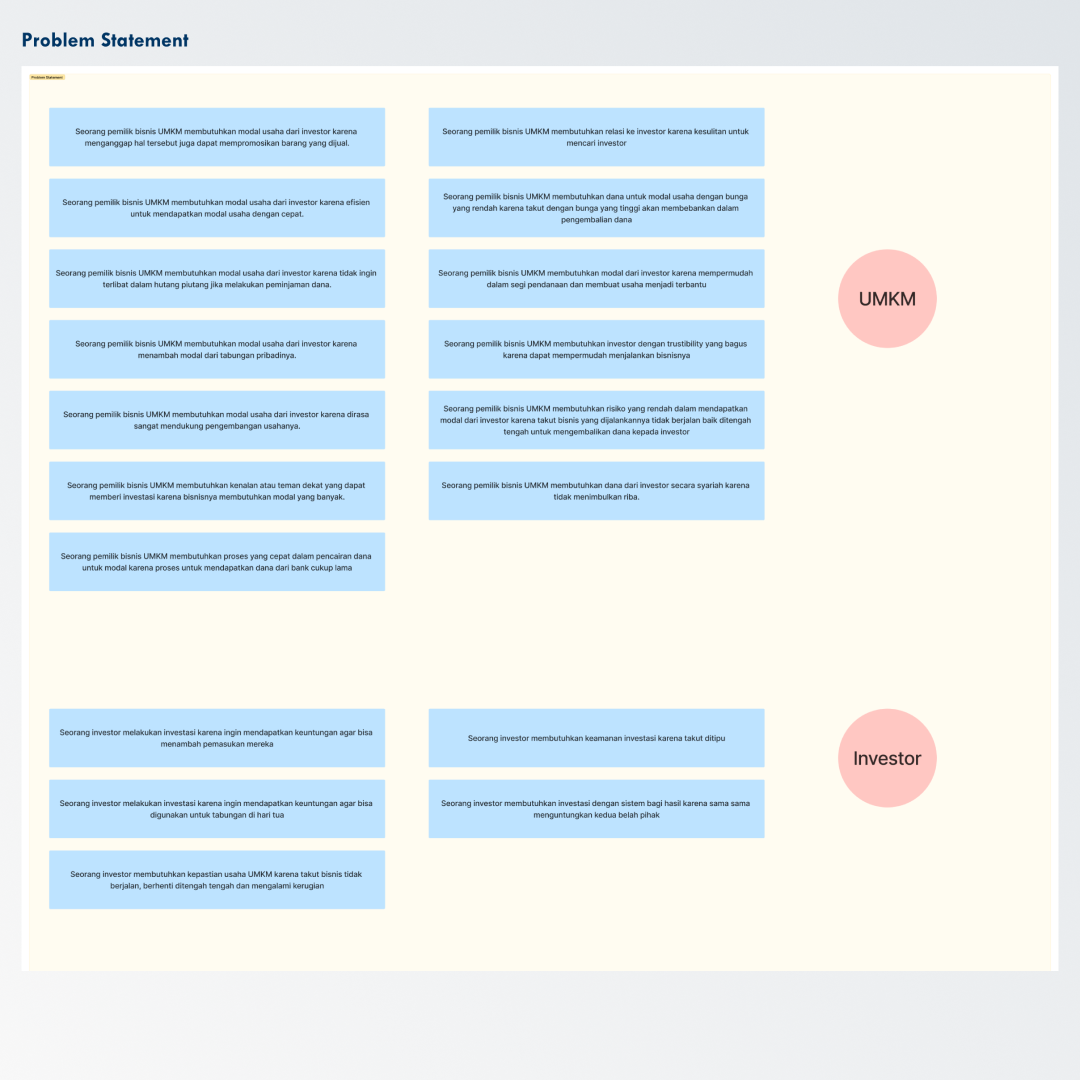 Problem Statement
Problem Statement
Seorang pemilik bisnis UMKM membutuhkan modal usaha dari investor karena
menganggap hal tersebut juga dapat mempromosikan barang yang dijual.
Seorang pemilik bisnis UMKM membutuhkan modal usaha dari investor karena efisien
untuk mendapatkan modal usaha dengan cepat.
Seorang pemilik bisnis UMKM membutuhkan modal usaha dari investor karena tidak ingin
terlibat dalam hutang piutang jika melakukan peminjaman dana.
Seorang pemilik bisnis UMKM membutuhkan modal usaha dari investor karena
menambah modal dari tabungan pribadinya.
Seorang pemilik bisnis UMKM membutuhkan modal usaha dari investor karena dirasa
sangat mendukung pengembangan usahanya.
Seorang pemilik bisnis UMKM membutuhkan kenalan atau teman dekat yang dapat
memberi investasi karena bisnisnya membutuhkan modal yang banyak.
Seorang pemilik bisnis UMKM membutuhkan proses yang cepat dalam pencairan dana
untuk modal karena proses untuk mendapatkan dana dari bank cukup lama
Seorang pemilik bisnis UMKM membutuhkan relasi ke investor karena kesulitan untuk
mencari investor
Seorang pemilik bisnis UMKM membutuhkan dana untuk modal usaha dengan bunga
yang rendah karena takut dengan bunga yang tinggi akan membebankan dalam
pengembalian dana
Seorang pemilik bisnis UMKM membutuhkan modal dari investor karena mempermudah
dalam segi pendanaan dan membuat usaha menjadi terbantu
Seorang pemilik bisnis UMKM membutuhkan investor dengan trustibility yang bagus
karena dapat mempermudah menjalankan bisnisnya
Seorang pemilik bisnis UMKM membutuhkan risiko yang rendah dalam mendapatkan
modal dari investor karena takut bisnis yang dijalankannya tidak berjalan baik ditengah
tengah untuk mengembalikan dana kepada investor
Seorang pemilik bisnis UMKM membutuhkan dana dari investor secara syariah karena
tidak menimbulkan riba.
UMKM
Seorang investor melakukan investasi karena ingin mendapatkan keuntungan agar bisa
menambah pemasukan mereka
Seorang investor melakukan investasi karena ingin mendapatkan keuntungan agar bisa
digunakan untuk tabungan di hari tua
Seorang investor membutuhkan kepastian usaha UMKM karena takut bisnis tidak
berjalan, berhenti ditengah tengah dan mengalami kerugian
Seorang investor membutuhkan keamanan investasi karena takut ditipu
Seorang investor membutuhkan investasi dengan sistem bagi hasil karena sama sama
menguntungkan kedua belah pihak
Investor